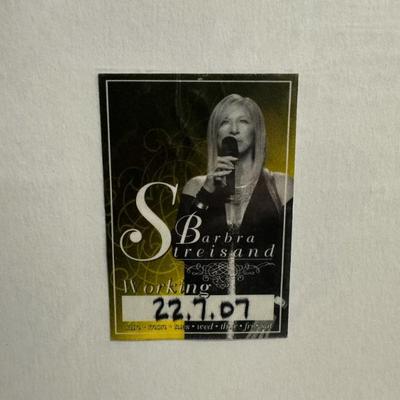 Barbra
Streisand
Working
22.7.07
sun • mon • tues • wed • thur • fri • sat